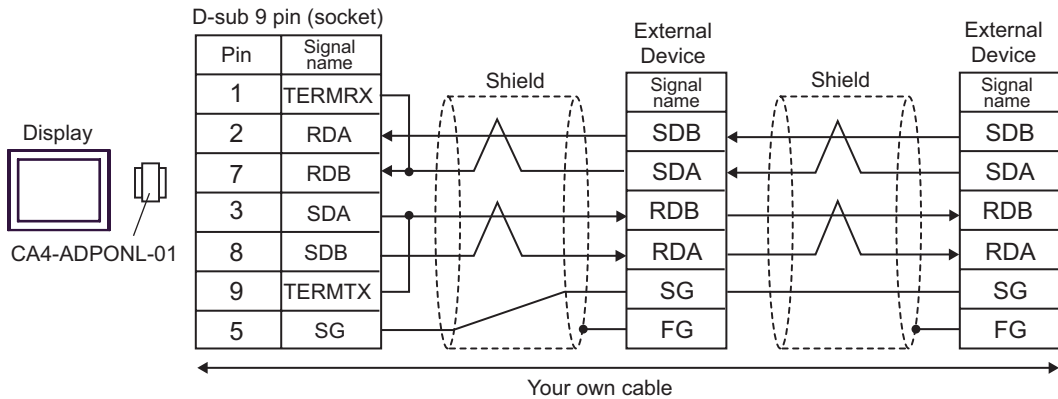 D-sub 9 pin (socket)
Pin Signal name
1 TERMRX
2 RDA
7 RDB
3 SDA
8 SDB
9 TERMTX
5 SG
Display
CA4-ADPONL-01
Shield
External
Device
Signal
name
SDB
SDA
RDB
RDA
SG
FG
Shield
External
Device
Signal
name
SDB
SDA
RDB
RDA
SG
FG
Your own cable